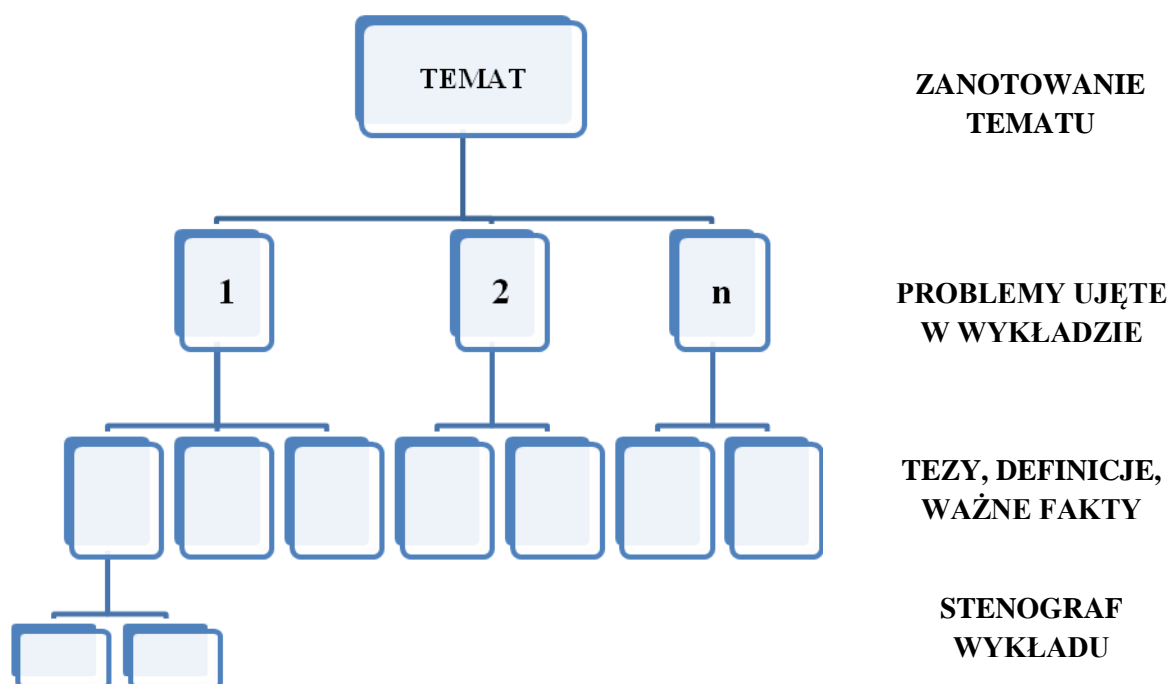 TEMAT
ZANOTOWANIE
TEMATU
1
2
n
PROBLEMY UJĘTE
W WYKŁADZIE
TEZY, DEFINICJE,
WAŻNE FAKTY
STENOGRAF
WYKŁADU